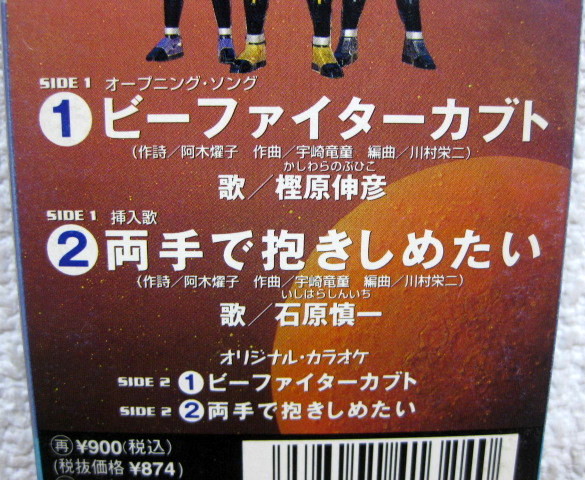 SIDE 1 オープニング・ソング
① ビーファイターカブト
（作詩／阿木燿子 作曲／宇崎竜童 編曲／川村栄二）
かしわらのぶひこ
歌／樫原伸彦
SIDE 1 挿入歌
② 両手で抱きしめたい
（作詩／阿木燿子 作曲／宇崎竜童 編曲／川村栄二）
いしはらしんいち
歌／石原慎一
オリジナル・カラオケ
SIDE 2 ① ビーファイターカブト
SIDE 2 ② 両手で抱きしめたい
再 ¥900(税込)
(税抜価格 ¥874)